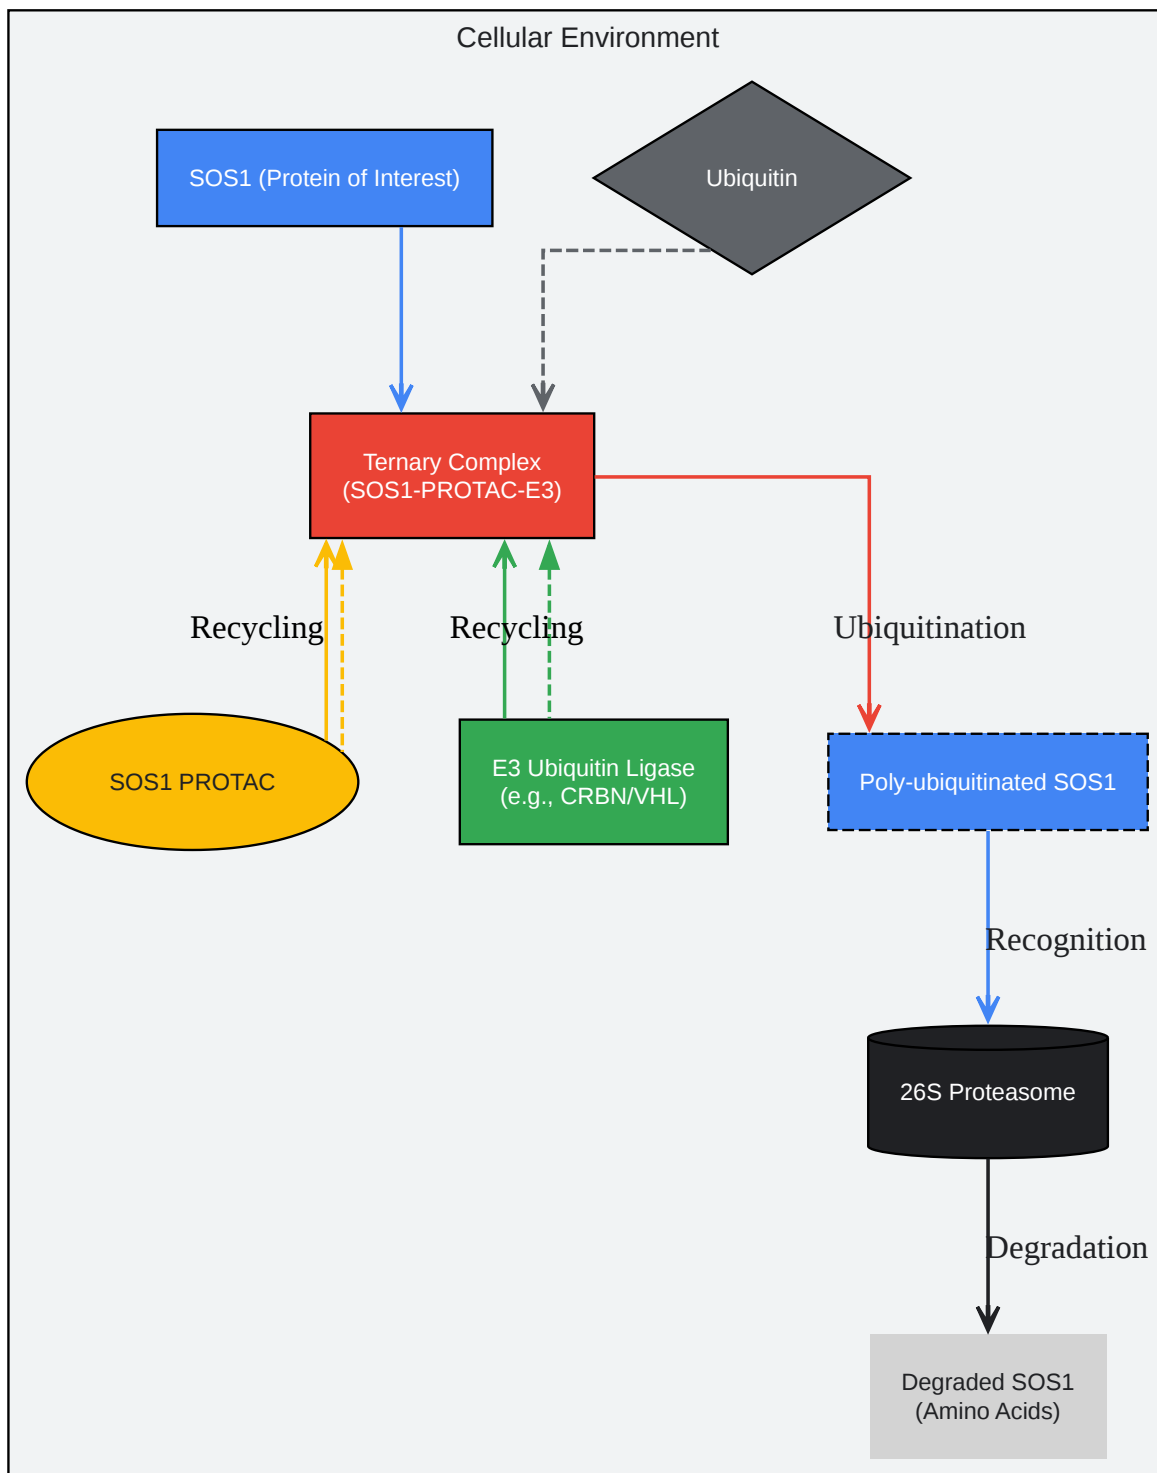 Cellular Environment
SOS1 (Protein of Interest)
Ubiquitin
Ternary Complex
(SOS1-PROTAC-E3)
Recycling
Recycling
Ubiquitination
SOS1 PROTAC
E3 Ubiquitin Ligase
(e.g., CRBN/VHL)
Poly-ubiquitinated SOS1
Recognition
26S Proteasome
Degradation
Degraded SOS1
(Amino Acids)